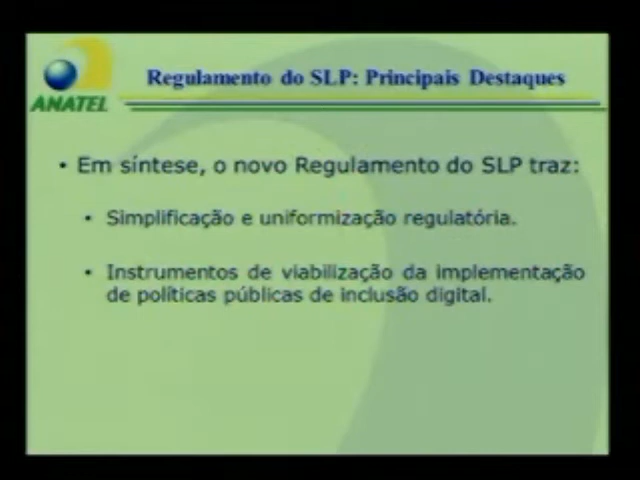 ANATEL
Regulamento do SLP: Principais Destaques
• Em síntese, o novo Regulamento do SLP traz:
• Simplificação e uniformização regulatória.
• Instrumentos de viabilização da implementação
de políticas públicas de inclusão digital.